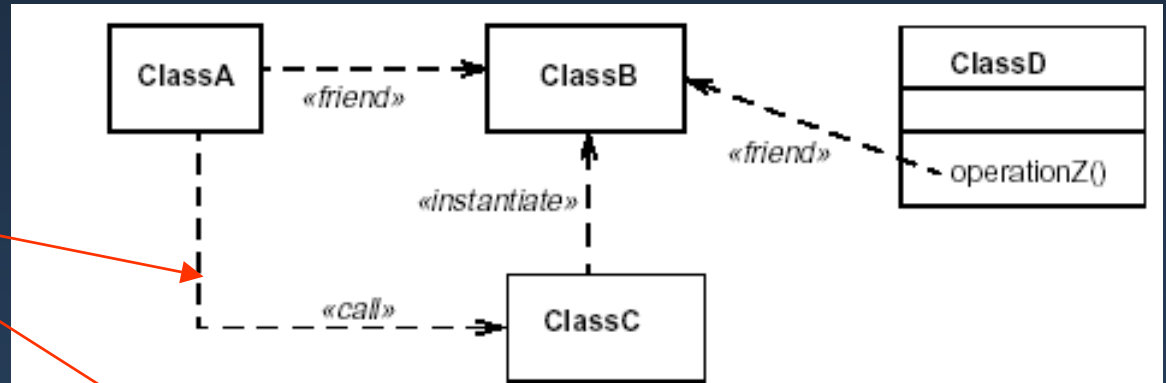 ClassA
«friend»
ClassB
ClassD
«friend»
operationZ()
«instantiate»
«call»
ClassC